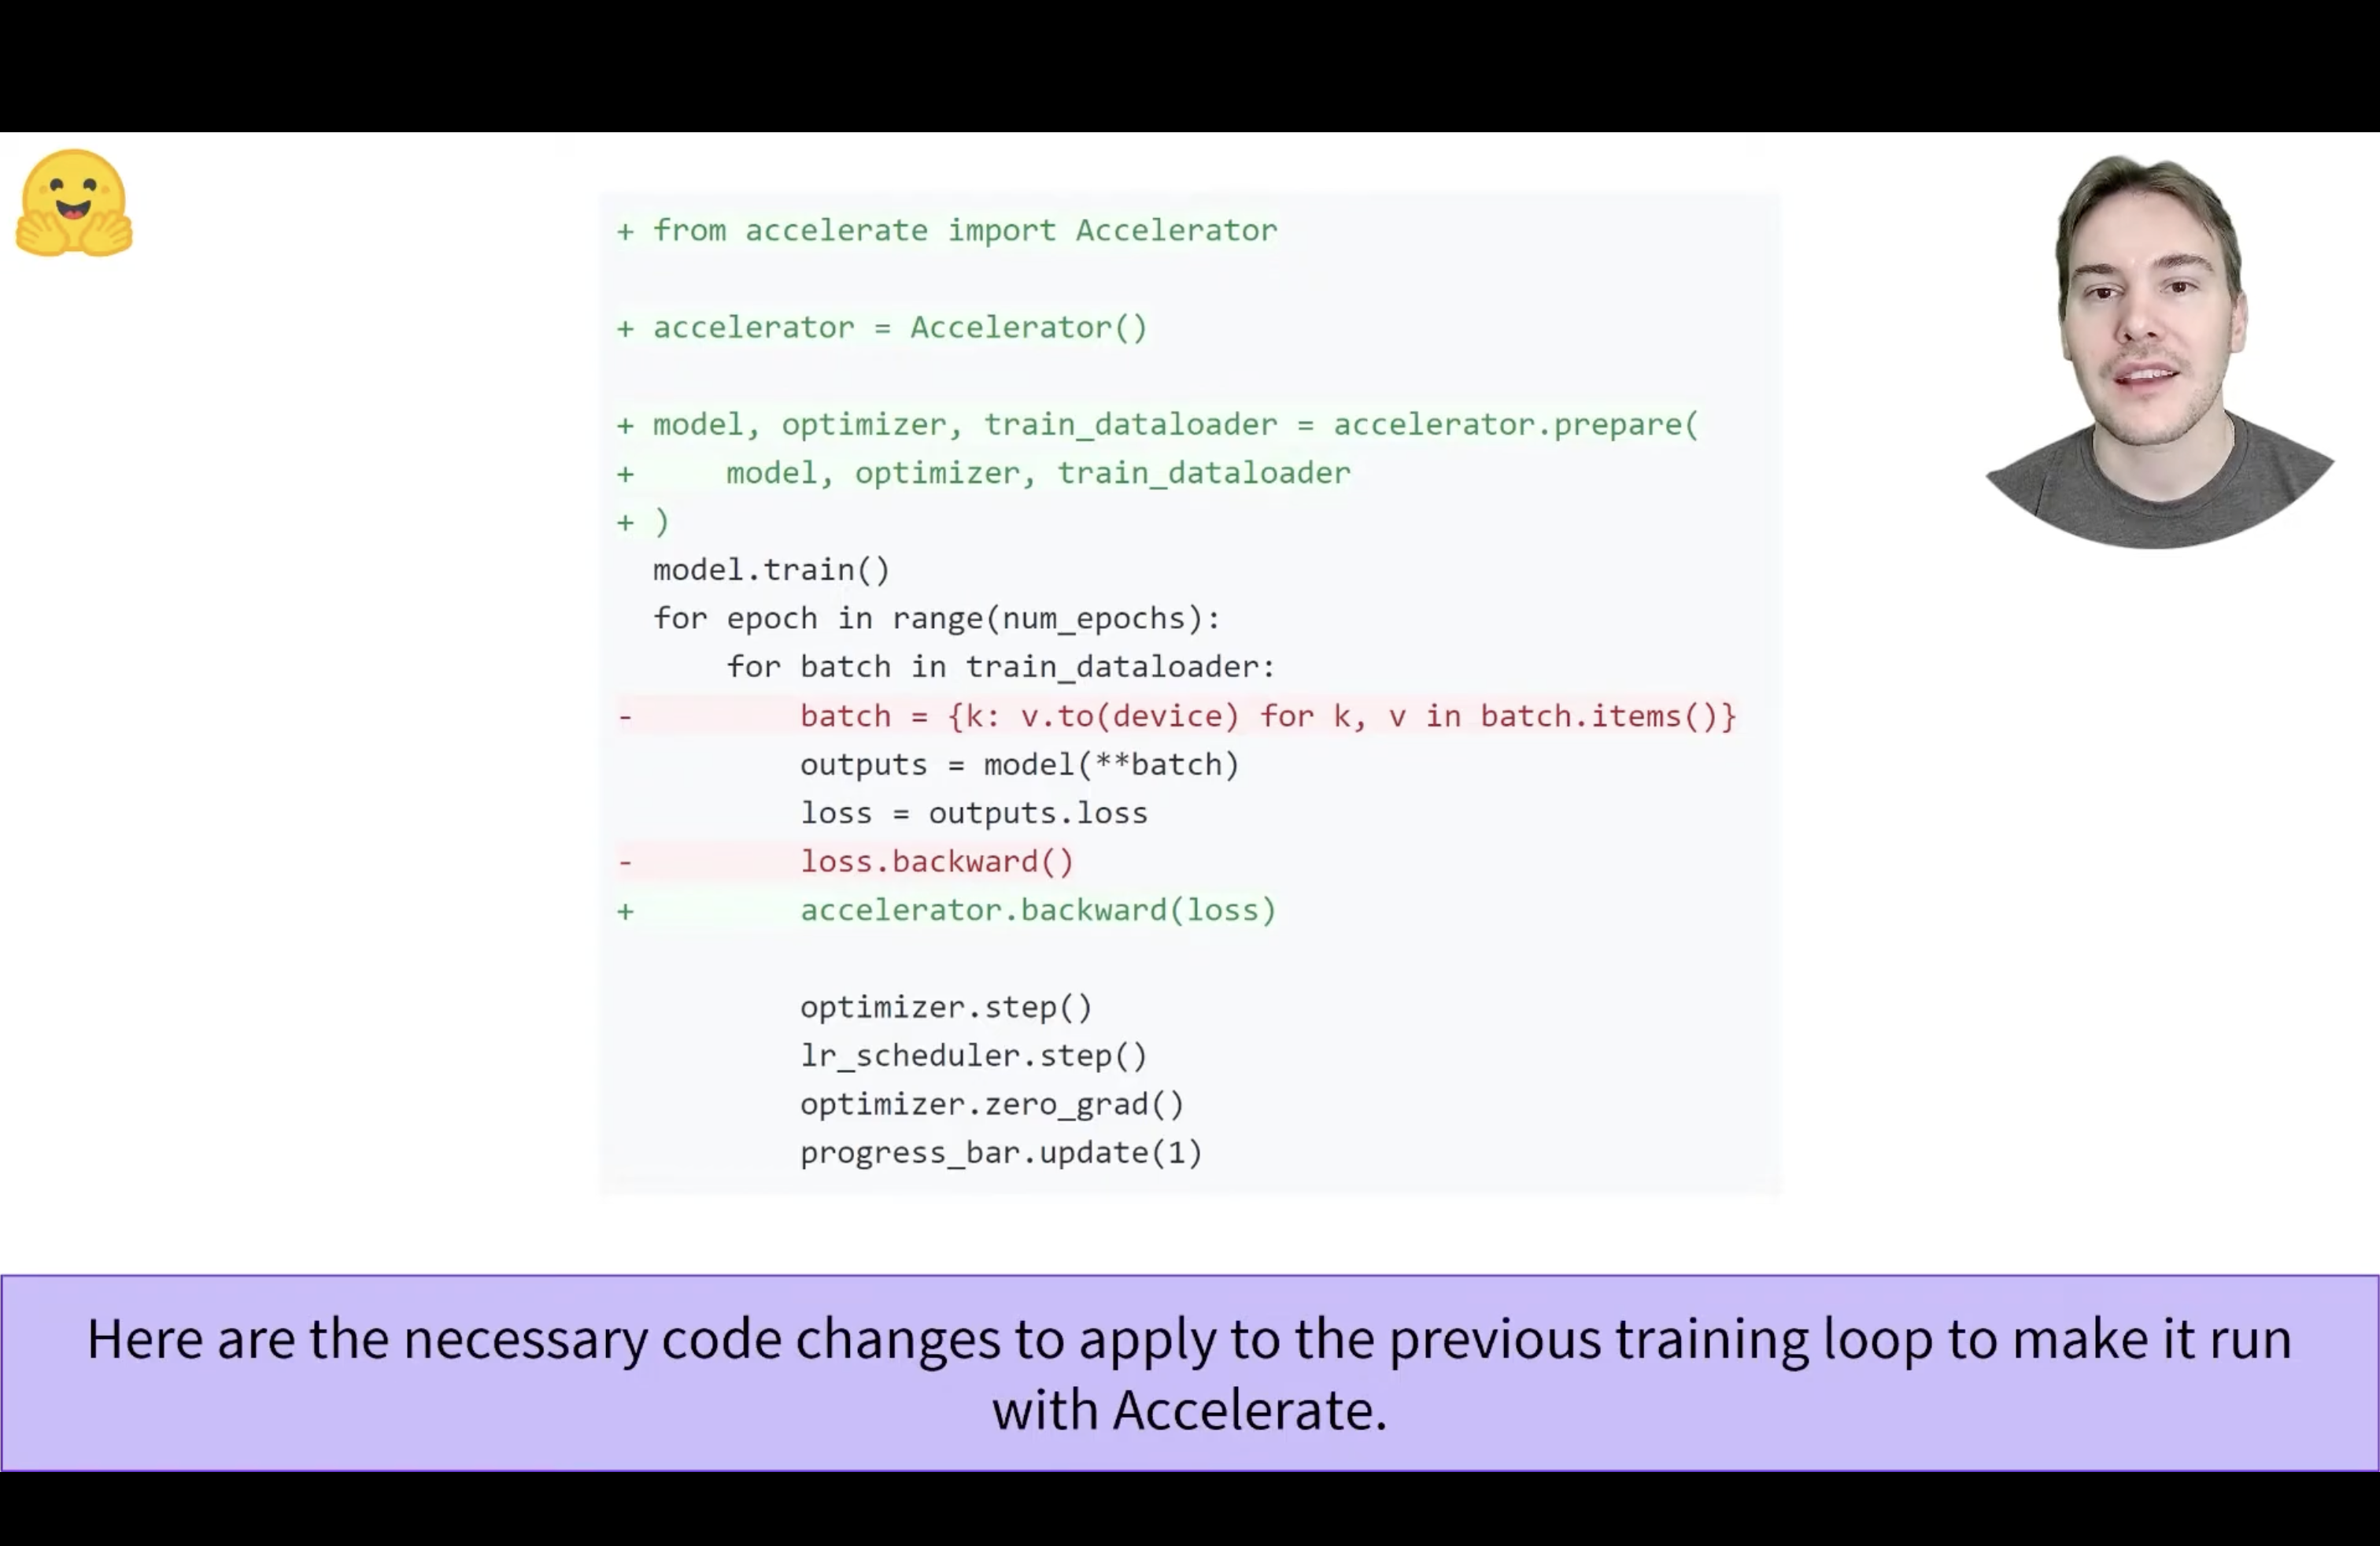 + from accelerate import Accelerator
+ accelerator = Accelerator()
+ model, optimizer, train_dataloader = accelerator.prepare(
+     model, optimizer, train_dataloader
+ )
  model.train()
  for epoch in range(num_epochs):
      for batch in train_dataloader:
-         batch = {k: v.to(device) for k, v in batch.items()}
          outputs = model(**batch)
          loss = outputs.loss
-         loss.backward()
+         accelerator.backward(loss)
          optimizer.step()
          lr_scheduler.step()
          optimizer.zero_grad()
          progress_bar.update(1)
Here are the necessary code changes to apply to the previous training loop to make it run
with Accelerate.